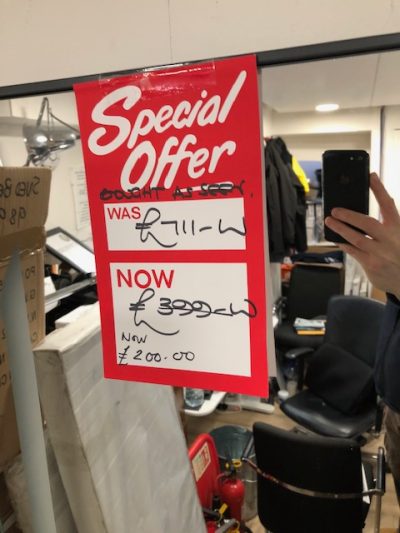 Special
Offer
BOUGHT AS SEEN.
WAS
£711-W
NOW
£399-W
NOW
£200.00